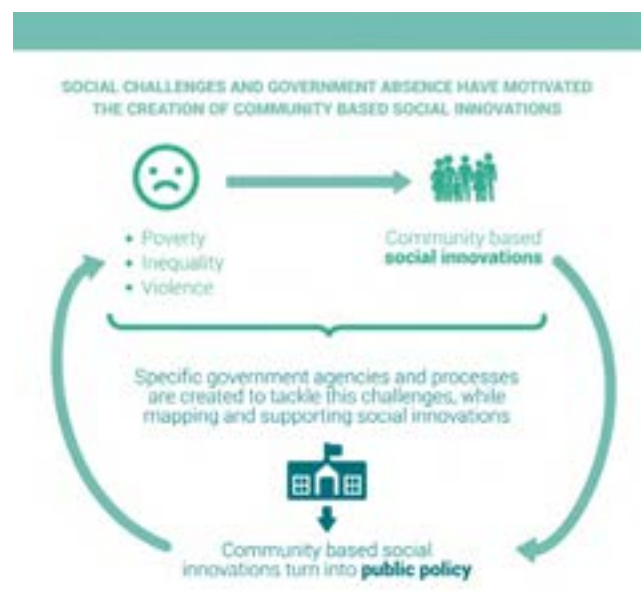 SOCIAL CHALLENGES AND GOVERNMENT ABSENCE HAVE MOTIVATED
THE CREATION OF COMMUNITY BASED SOCIAL INNOVATIONS
• Poverty
• Inequality
• Violence
Community based
social innovations
Specific government agencies and processes
are created to tackle this challenges, while
mapping and supporting social innovations
Community based social
innovations turn into public policy